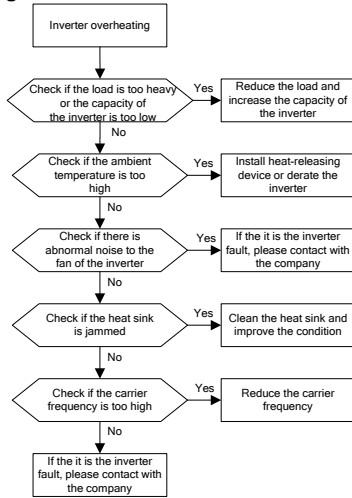 Inverter overheating
Check if the load is too heavy
or the capacity of
the inverter is too low
Yes
Reduce the load and
increase the capacity of
the inverter
No
Check if the ambient
temperature is too
high
Yes
Install heat-releasing
device or derate the
inverter
No
Check if there is
abnormal noise to the
fan of the inverter
Yes
If the it is the inverter
fault, please contact with
the company
No
Check if the heat sink
is jammed
Yes
Clean the heat sink and
improve the condition
No
Check if the carrier
frequency is too high
Yes
Reduce the carrier
frequency
No
If the it is the inverter
fault, please contact with
the company